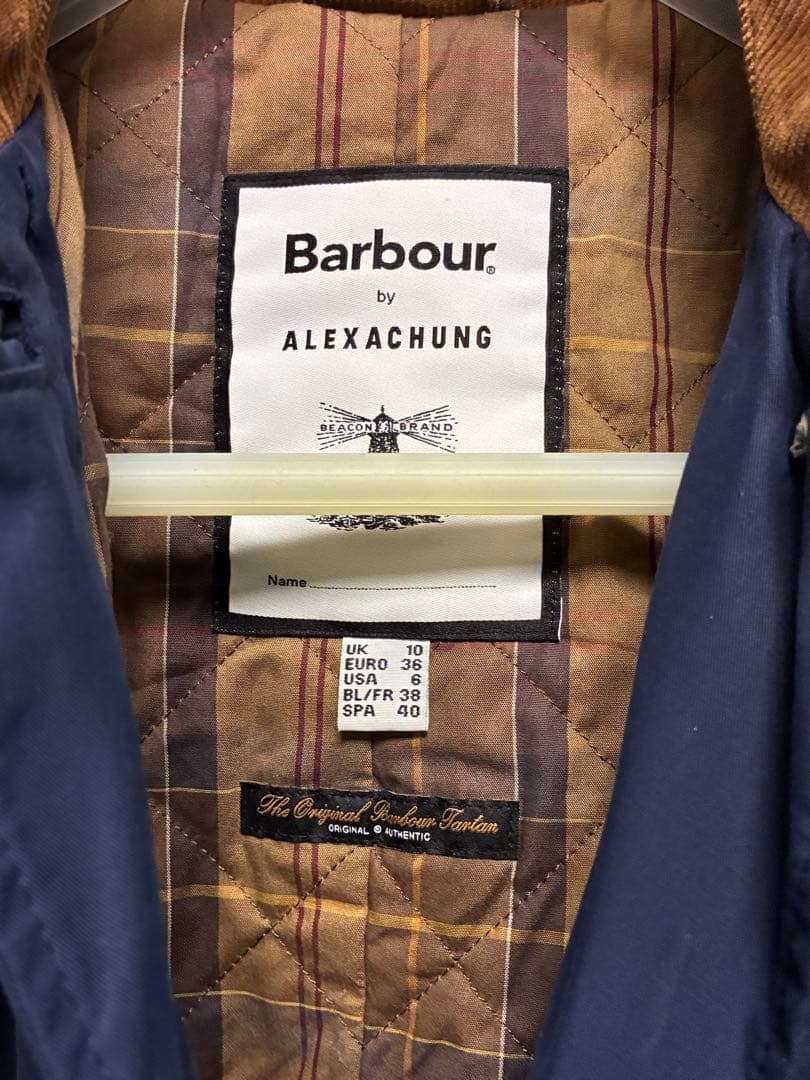 Barbour®
by
ALEXACHUNG
BEACON BRAND
Name
UK 10
EURO 36
USA 6
BL/FR 38
SPA 40
The Original Barbour Tartan
ORIGINAL & AUTHENTIC